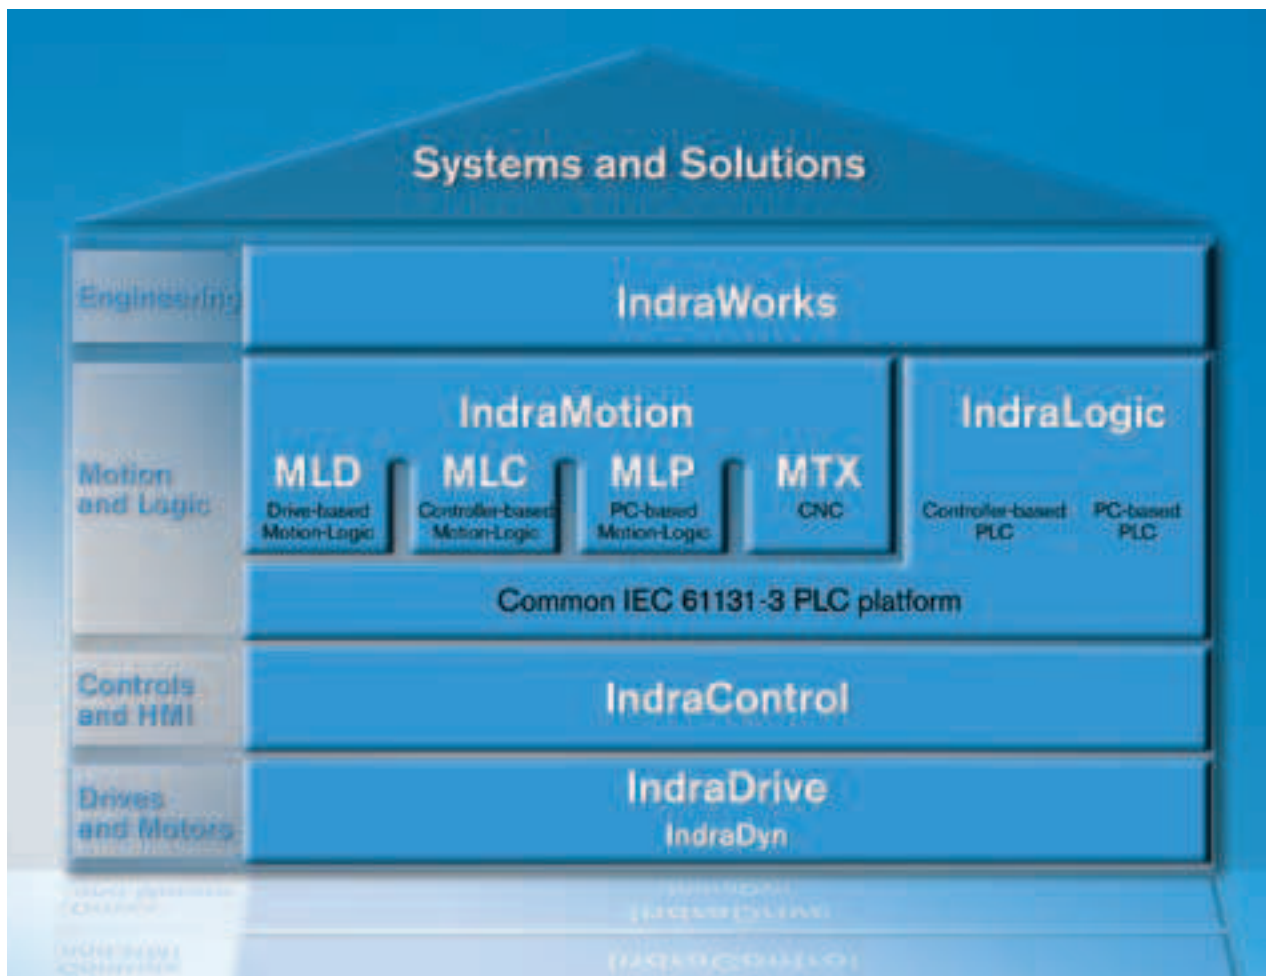 Systems and Solutions
Engineering
IndraWorks
Motion
and Logic
IndraMotion
MLD
Drive-based
Motion-Logic
MLC
Controller-based
Motion-Logic
MLP
PC-based
Motion-Logic
MTX
CNC
IndraLogic
Controller-based
PLC
PC-based
PLC
Common IEC 61131-3 PLC platform
Controls
and HMI
IndraControl
Drives
and Motors
IndraDrive
IndraDyn